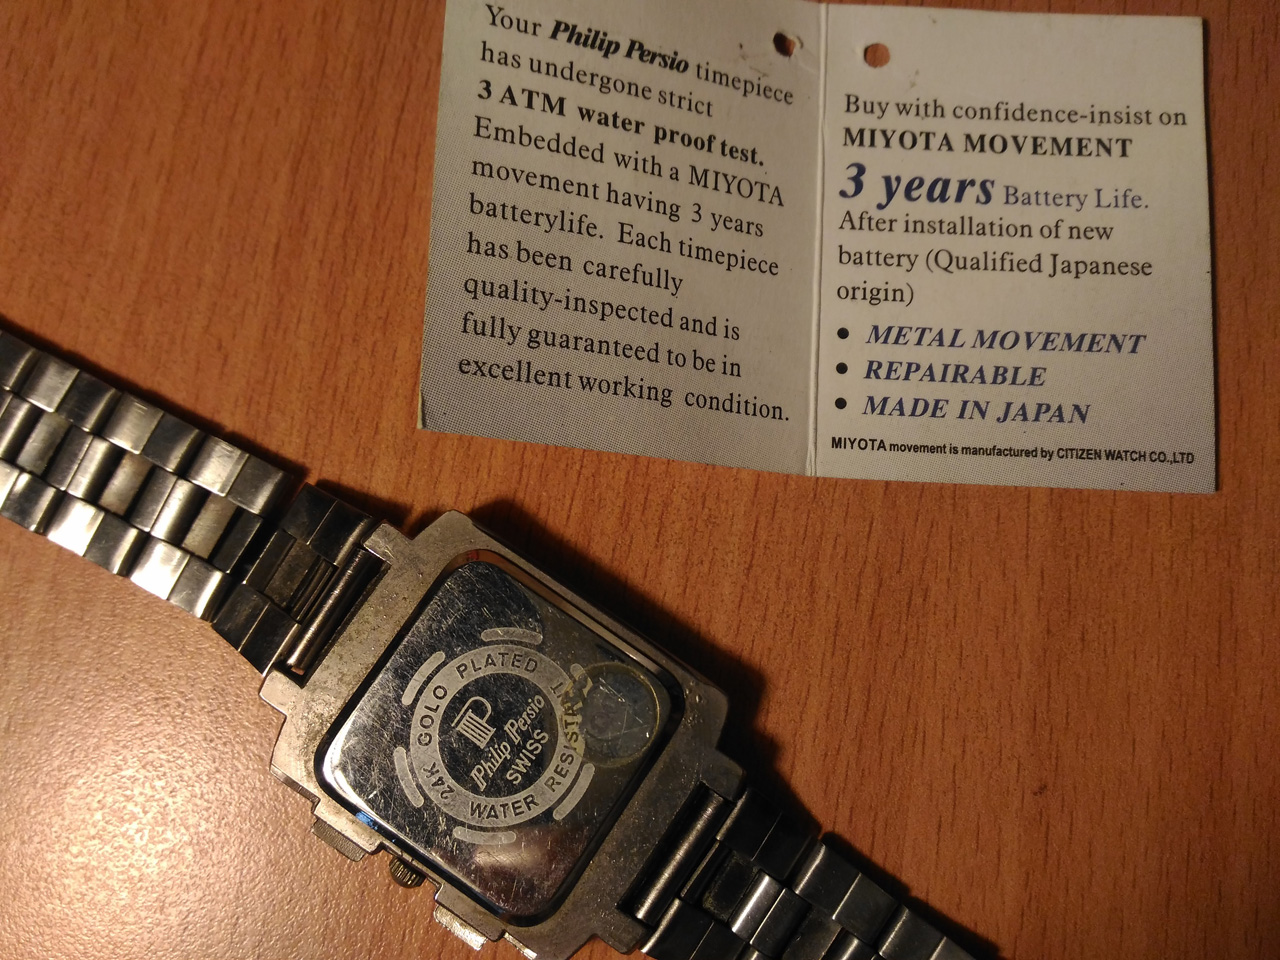 Your Philip Persio timepiece
has undergone strict
3 ATM water proof test.
Embedded with a MIYOTA
movement having 3 years
batterylife. Each timepiece
has been carefully
quality-inspected and is
fully guaranteed to be in
excellent working condition.
Buy with confidence-insist on
MIYOTA MOVEMENT
3 years Battery Life.
After installation of new
battery (Qualified Japanese
origin)
• METAL MOVEMENT
• REPAIRABLE
• MADE IN JAPAN
MIYOTA movement is manufactured by CITIZEN WATCH CO.,LTD
24K GOLO PLATED
P
Philip Persio
SWISS
WATER RESISTANT